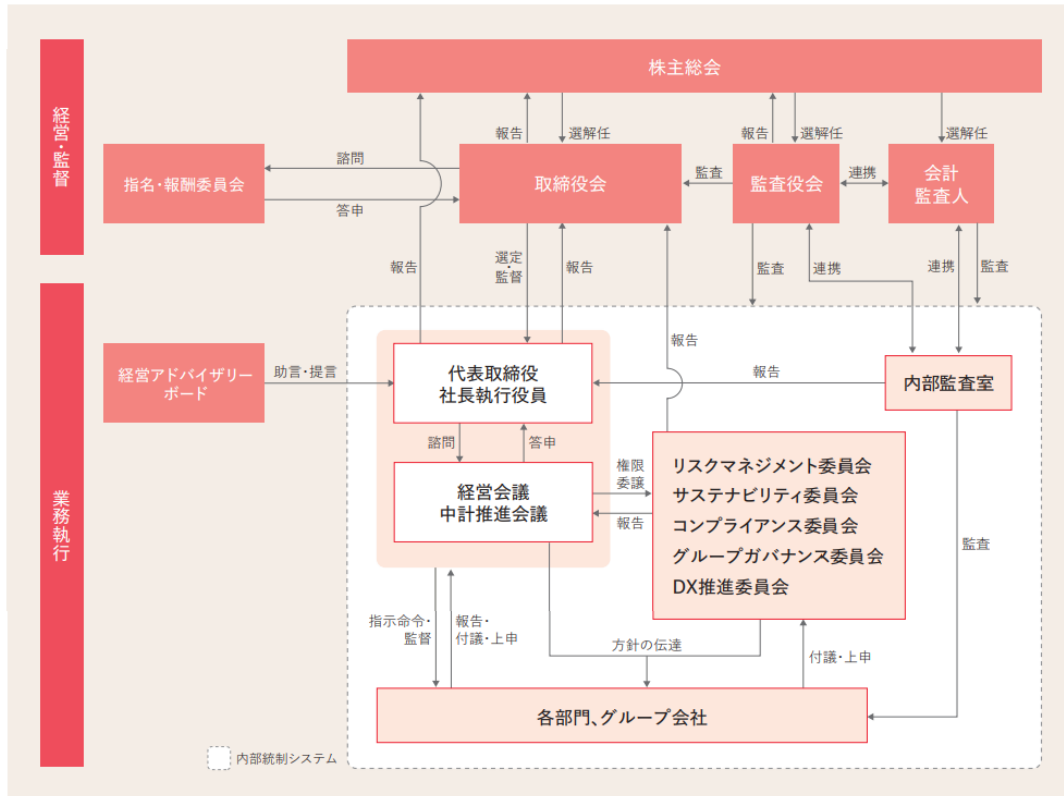 経営・監督
株主総会
報告
選解任
報告
選解任
選解任
指名・報酬委員会
諮問
答申
取締役会
監査
監査役会
連携
会計
監査人
報告
選定・
監督
報告
監査
連携
連携
監査
業務執行
経営アドバイザリー
ボード
助言・提言
代表取締役
社長執行役員
報告
報告
内部監査室
諮問
答申
経営会議
中計推進会議
権限
委譲
報告
リスクマネジメント委員会
サステナビリティ委員会
コンプライアンス委員会
グループガバナンス委員会
DX推進委員会
監査
指示命令・
監督
報告・
付議・上申
方針の伝達
付議・上申
各部門、グループ会社
内部統制システム